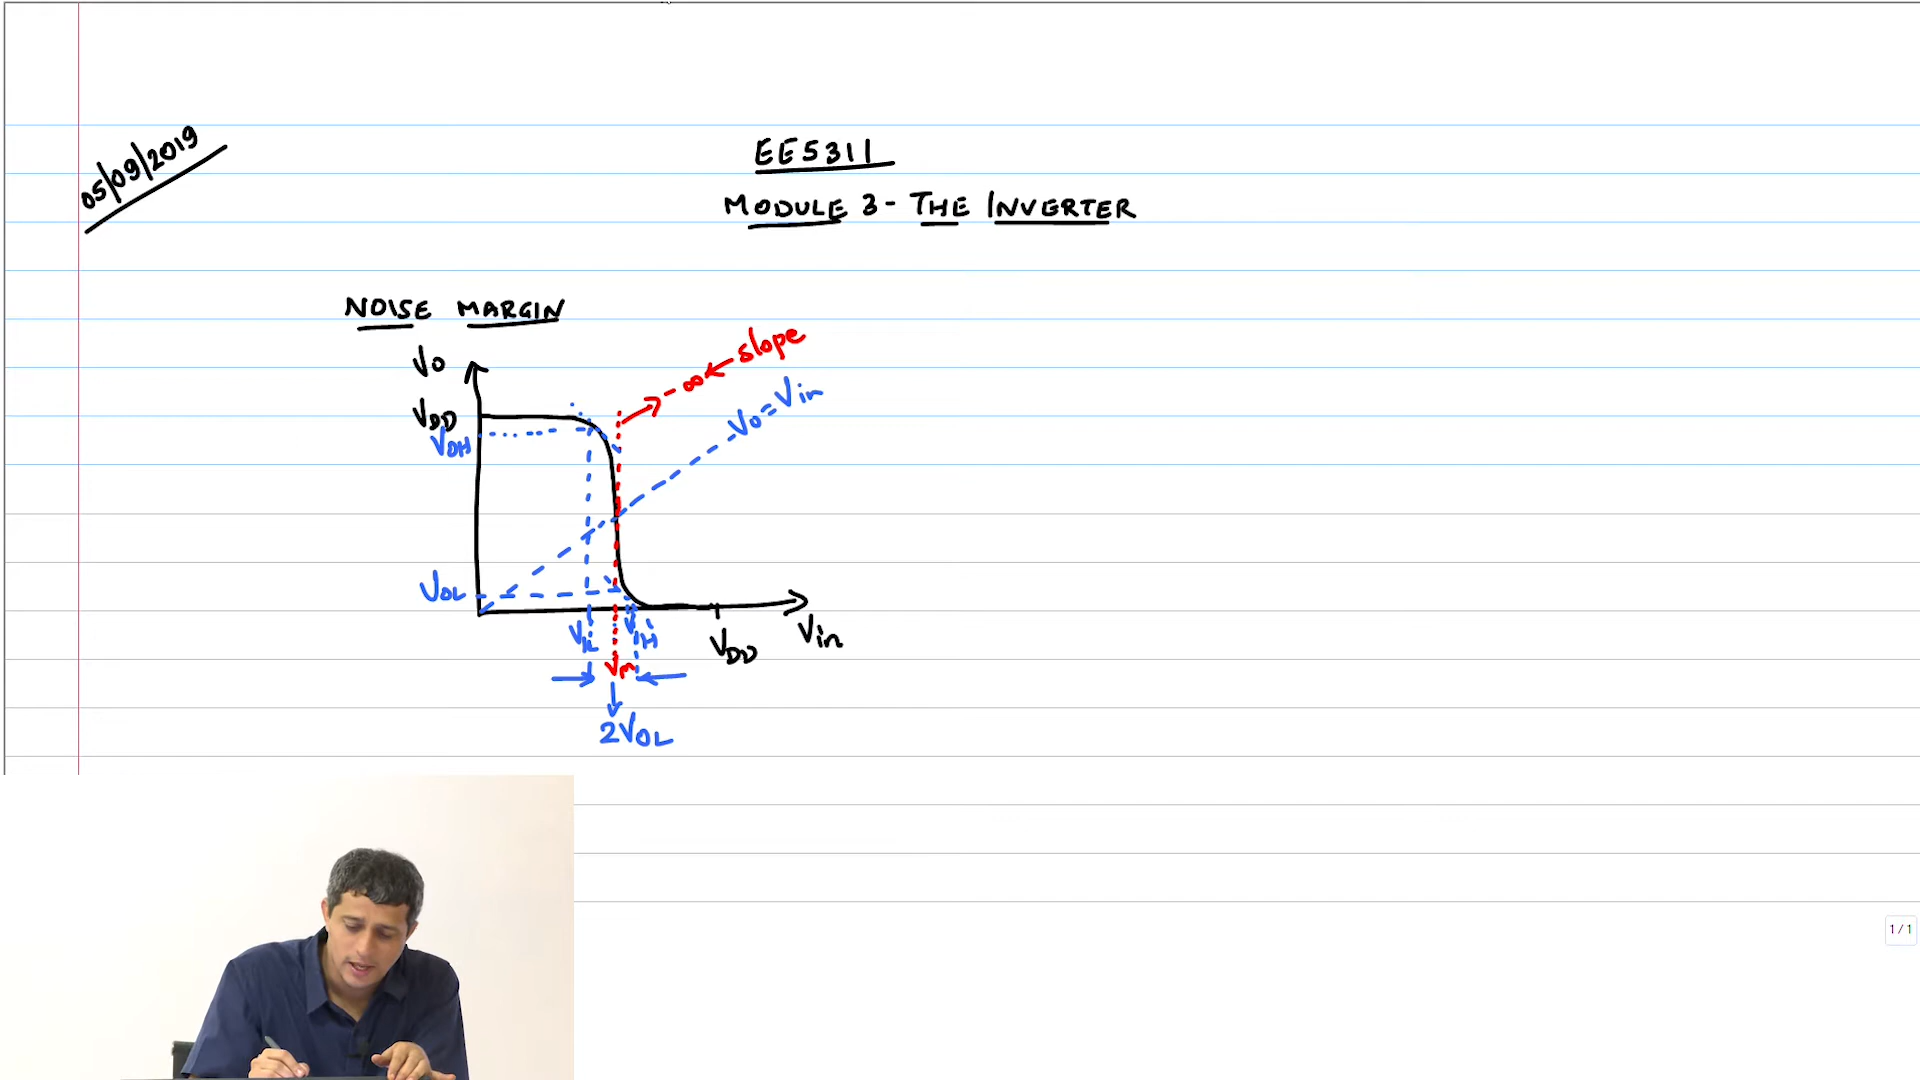 05/09/2019
EE5311
MODULE 3 - THE INVERTER
NOISE MARGIN
slope
-∞
Vo
Vo=Vin
VDD
VOH
VOL
VIL
VIH
VM
VDD
Vin
2VOL
1/1